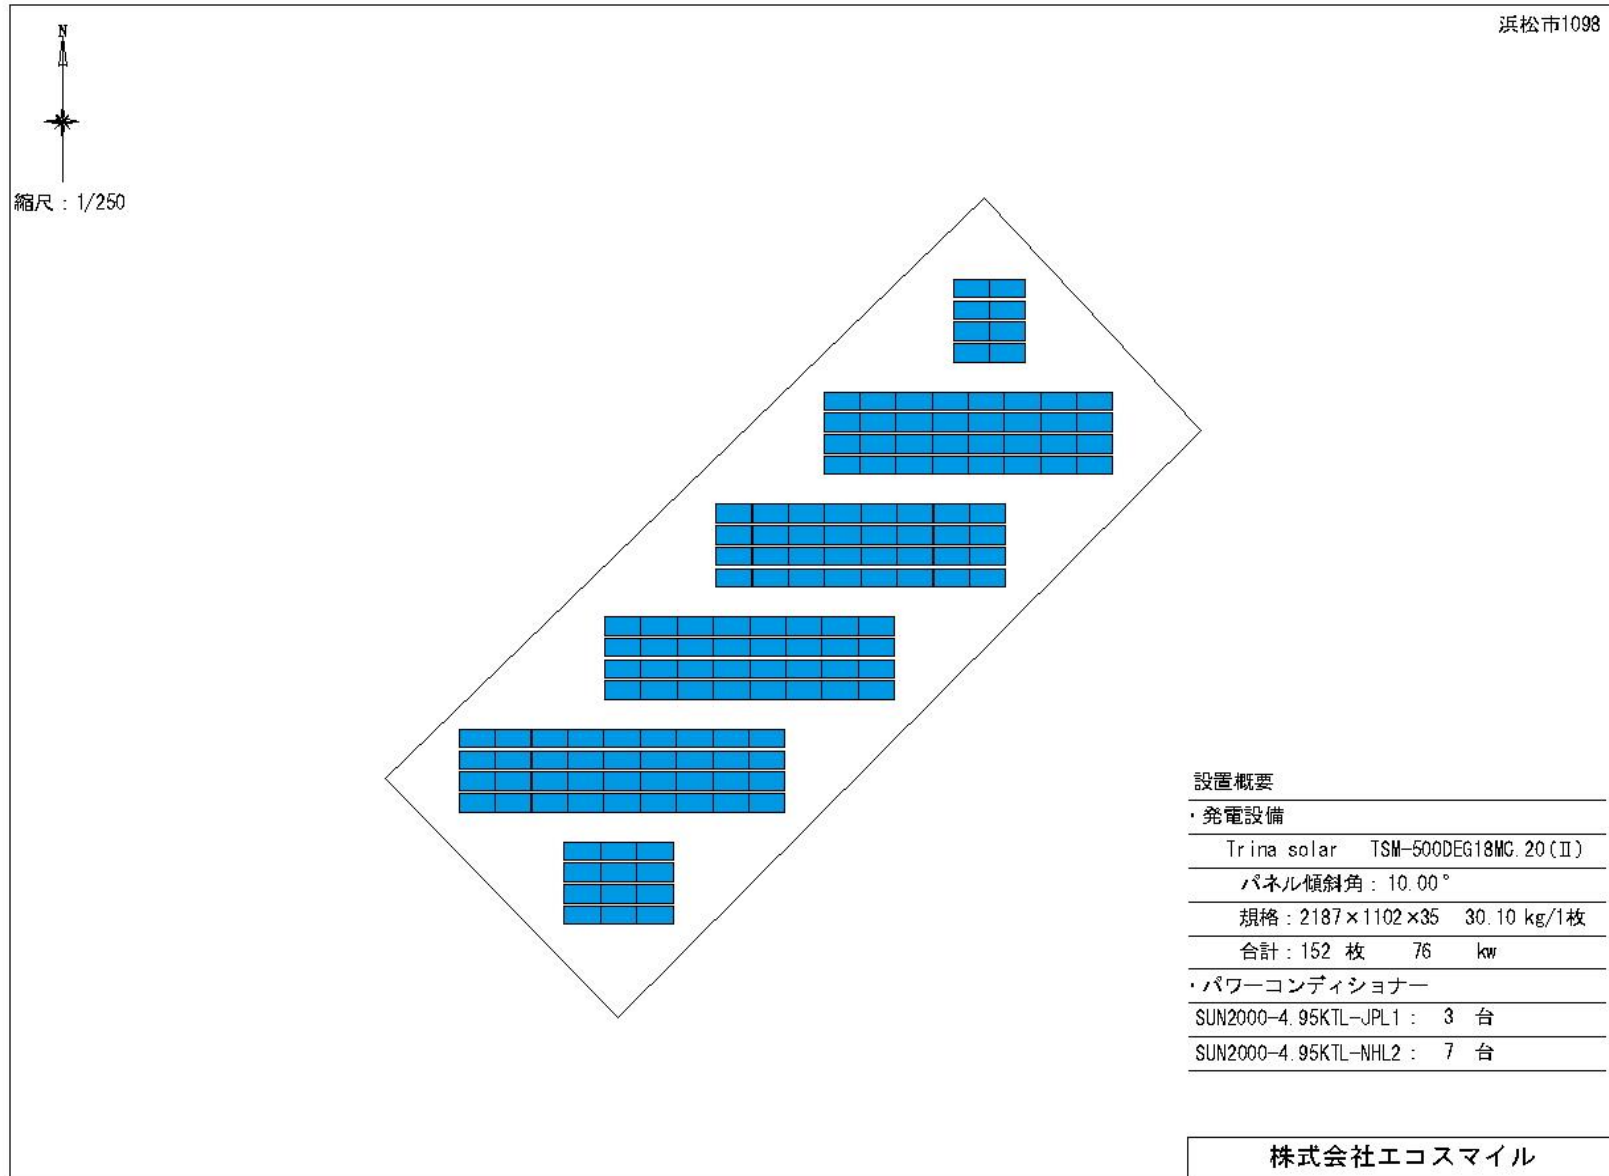 浜松市1098
N
縮尺：1/250
設置概要
・発電設備
Trina solar TSM-500DEG18MC.20(Ⅱ)
パネル傾斜角：10.00°
規格：2187×1102×35 30.10 kg/1枚
合計：152 枚 76 kw
・パワーコンディショナー
SUN2000-4.95KTL-JPL1： 3 台
SUN2000-4.95KTL-NHL2： 7 台
株式会社エコスマイル